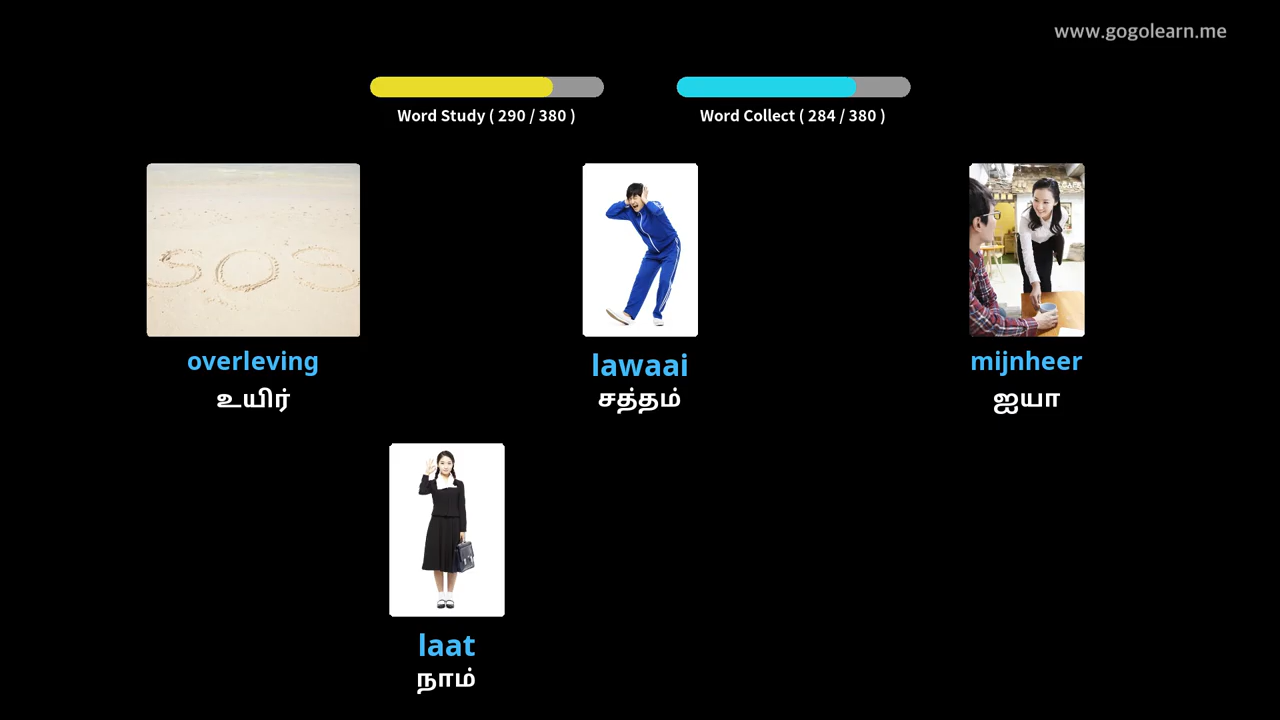 www.gogolearn.me
Word Study ( 290 / 380 )
Word Collect ( 284 / 380 )
SOS
overleving
உயிர்
lawaai
சத்தம்
mijnheer
ஐயா
laat
நாம்